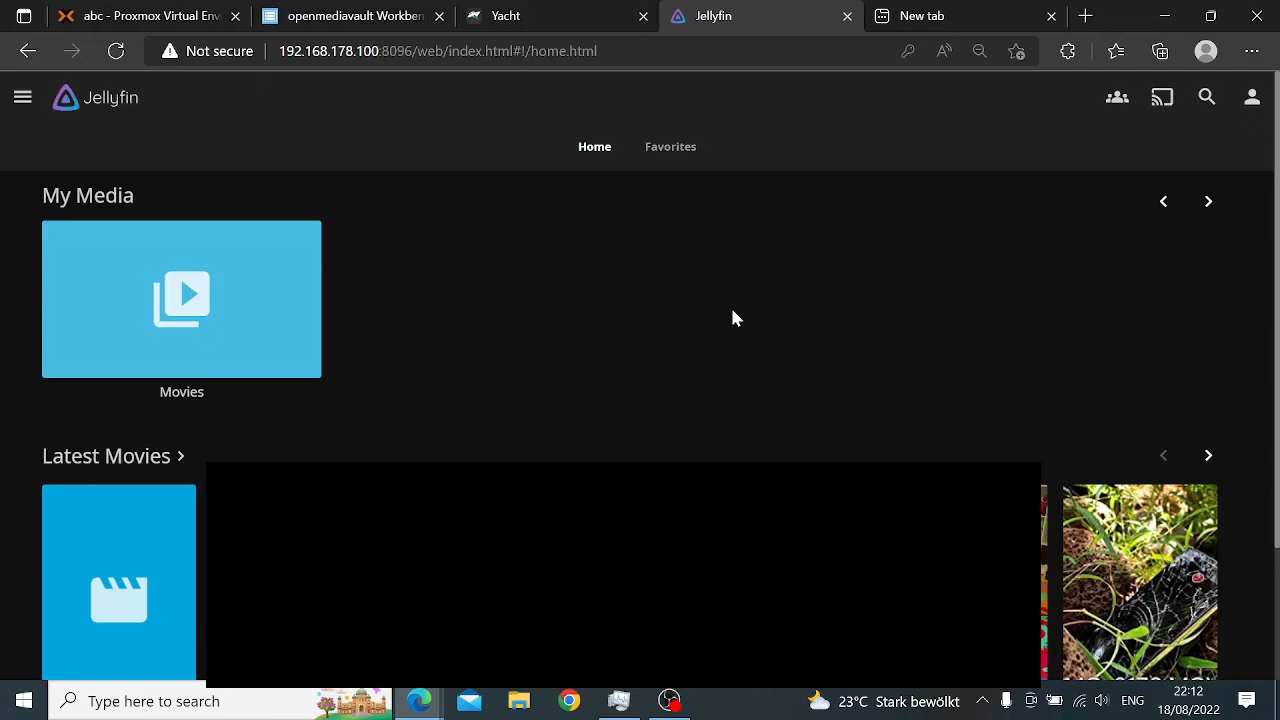 abc - Proxmox Virtual Envi
openmediavault Workben
Yacht
Jellyfin
New tab
Not secure
192.168.178.100:8096/web/index.html#!/home.html
Jellyfin
Home
Favorites
My Media
Movies
Latest Movies
Type here to search
23°C Stark bewölkt
ENG
22:12
18/08/2022